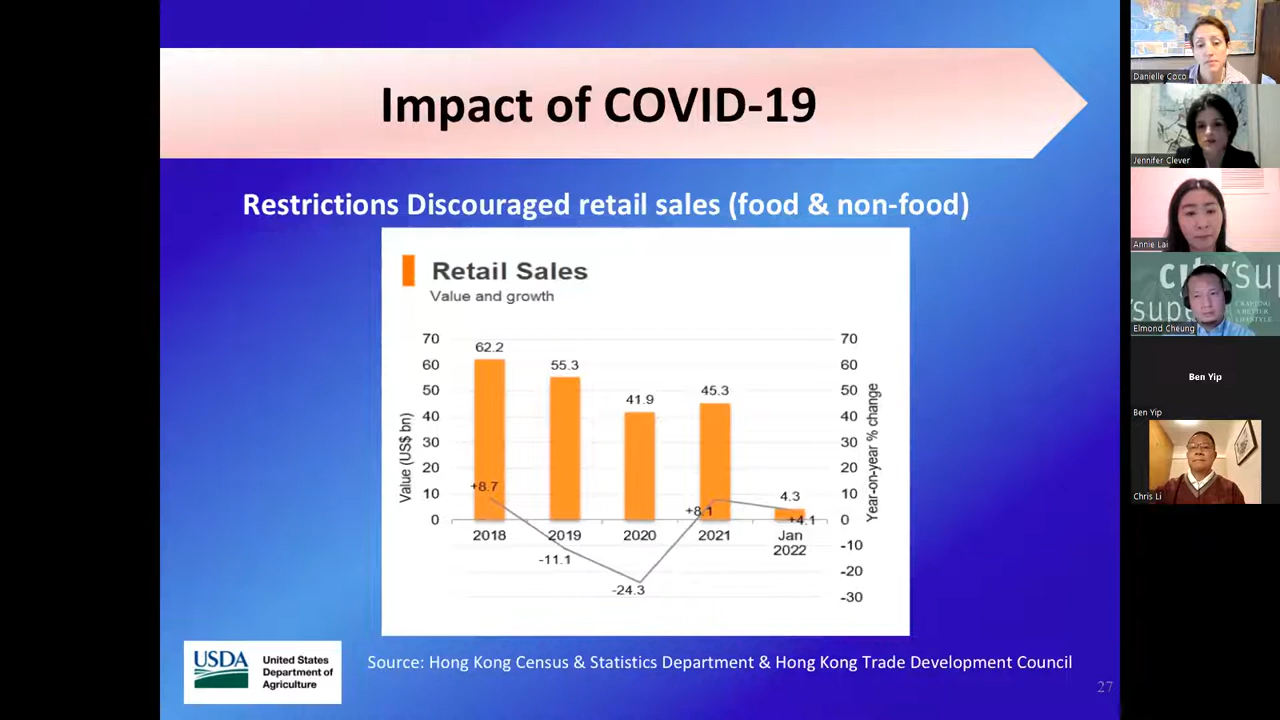 Impact of COVID-19
Restrictions Discouraged retail sales (food & non-food)
Retail Sales
Value and growth
Value (US$ bn)
70
60
50
40
30
20
10
0
62.2
55.3
41.9
45.3
4.3
+8.7
-11.1
-24.3
+8.1
+4.1
2018
2019
2020
2021
Jan
2022
70
60
50
40
30
20
10
0
-10
-20
-30
Year-on-year % change
USDA
United States
Department of
Agriculture
Source: Hong Kong Census & Statistics Department & Hong Kong Trade Development Council
27
Danielle Coco
Jennifer Clever
Annie Lai
city'su
'sup
Elmond Cheung
Ben Yip
Ben Yip
Chris Li